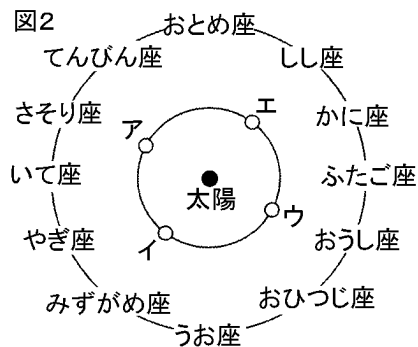 図2
おとめ座
てんびん座
しし座
さそり座
かに座
エ
ア
いて座
ふたご座
太陽
ウ
やぎ座
おうし座
イ
みずがめ座
おひつじ座
うお座